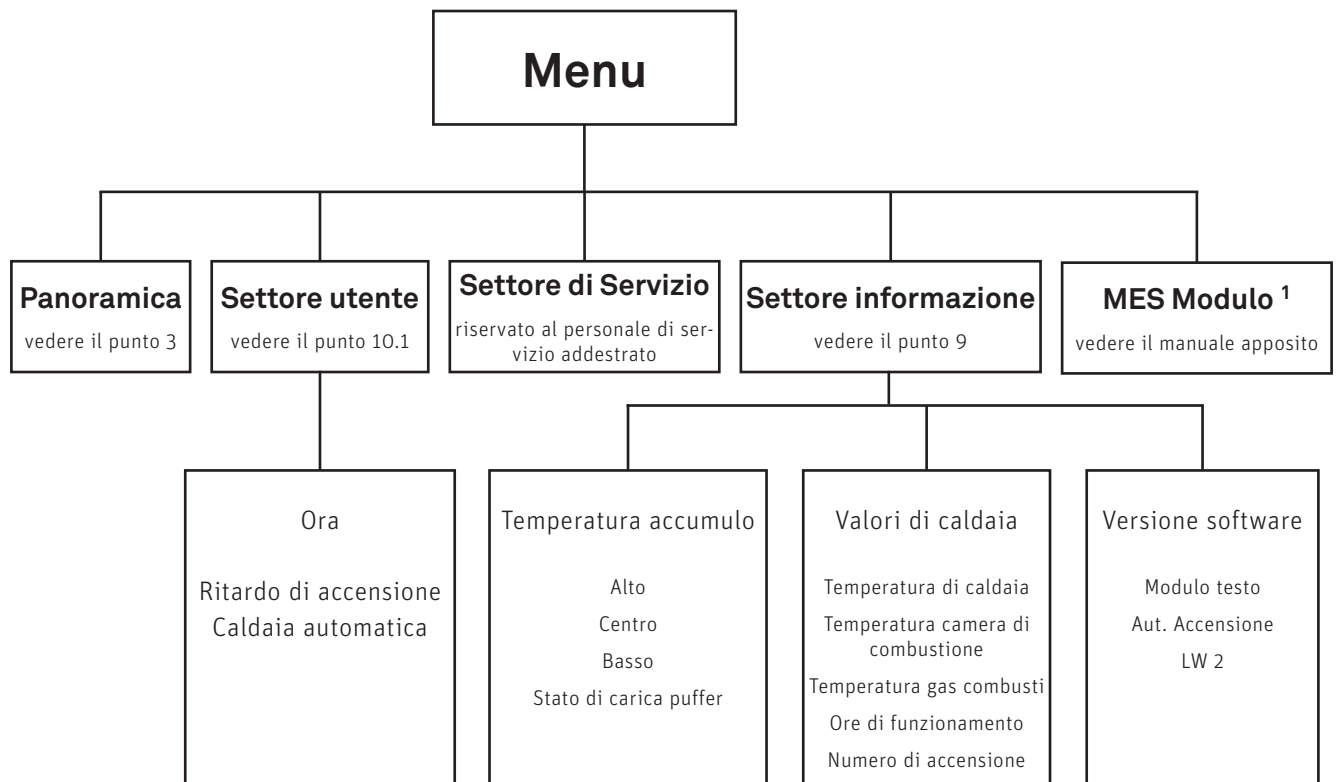 Menu
Panoramica
vedere il punto 3
Settore utente
vedere il punto 10.1
Settore di Servizio
riservato al personale di ser-
vizio addestrato
Settore informazione
vedere il punto 9
MES Modulo 1
vedere il manuale apposito
Ora
Ritardo di accensione
Caldaia automatica
Temperatura accumulo
Alto
Centro
Basso
Stato di carica puffer
Valori di caldaia
Temperatura di caldaia
Temperatura camera di
combustione
Temperatura gas combusti
Ore di funzionamento
Numero di accensione
Versione software
Modulo testo
Aut. Accensione
LW 2